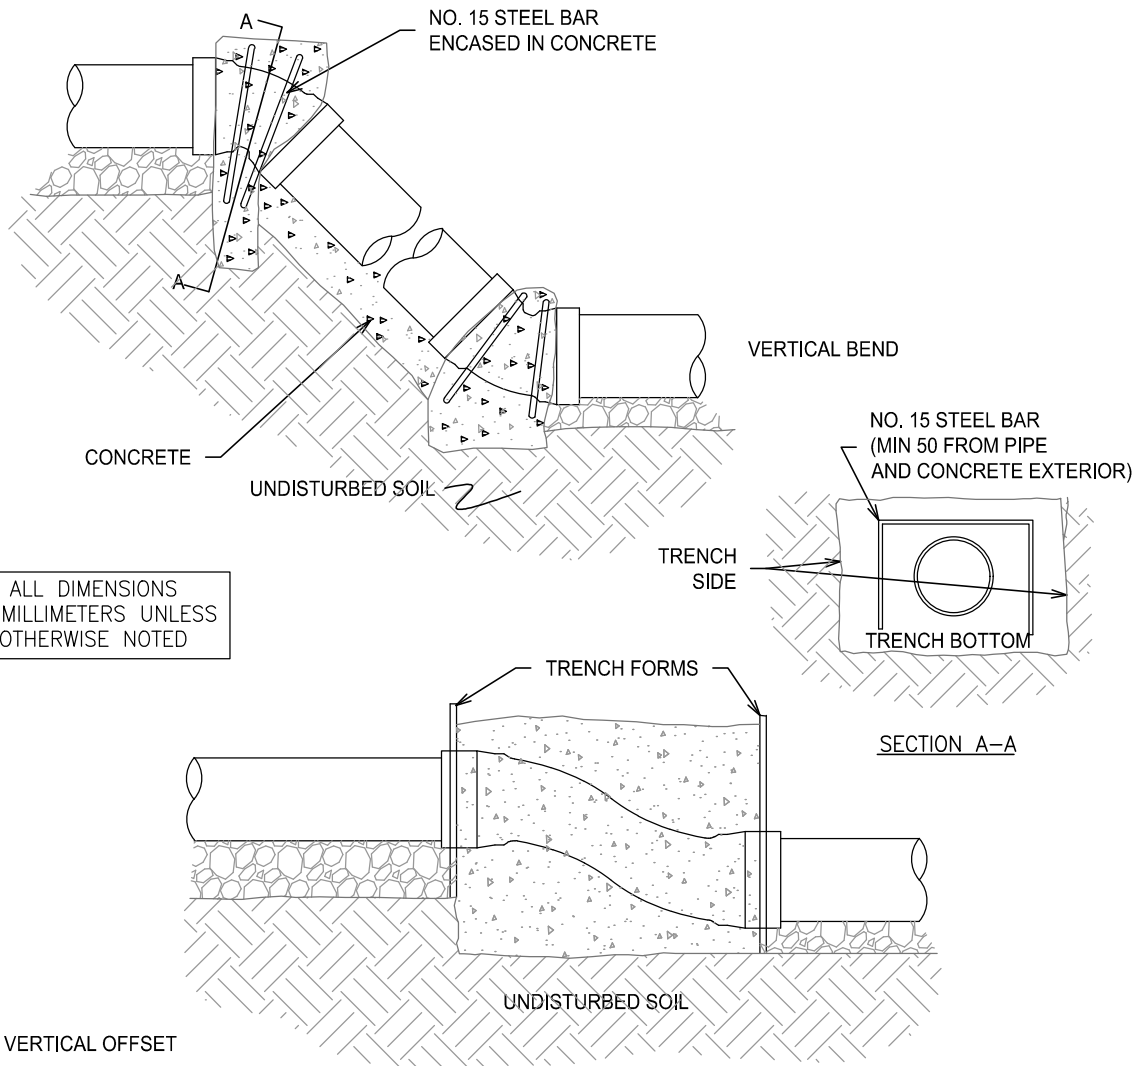 A
NO. 15 STEEL BAR
ENCASED IN CONCRETE
A
VERTICAL BEND
CONCRETE
UNDISTURBED SOIL
NO. 15 STEEL BAR
(MIN 50 FROM PIPE
AND CONCRETE EXTERIOR)
TRENCH
SIDE
TRENCH BOTTOM
SECTION A-A
ALL DIMENSIONS
MILLIMETERS UNLESS
OTHERWISE NOTED
TRENCH FORMS
UNDISTURBED SOIL
VERTICAL OFFSET